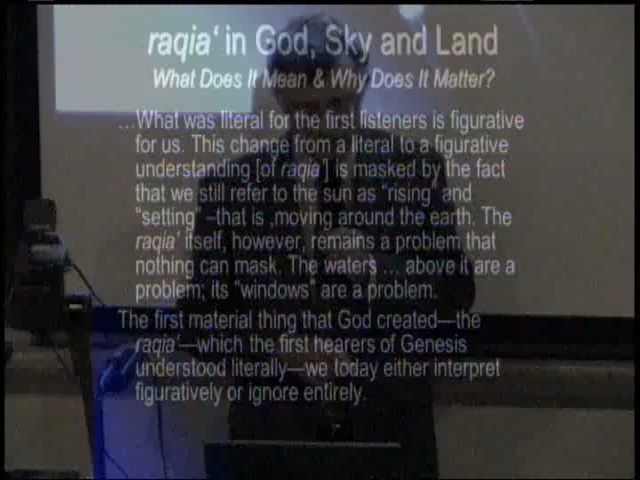 raqia‘ in God, Sky and Land
What Does It Mean & Why Does It Matter?
…What was literal for the first listeners is figurative
for us. This change from a literal to a figurative
understanding [of raqia‘] is masked by the fact
that we still refer to the sun as “rising” and
“setting” –that is ,moving around the earth. The
raqia‘ itself, however, remains a problem that
nothing can mask. The waters … above it are a
problem; its “windows” are a problem.
The first material thing that God created—the
raqia‘—which the first hearers of Genesis
understood literally—we today either interpret
figuratively or ignore entirely.